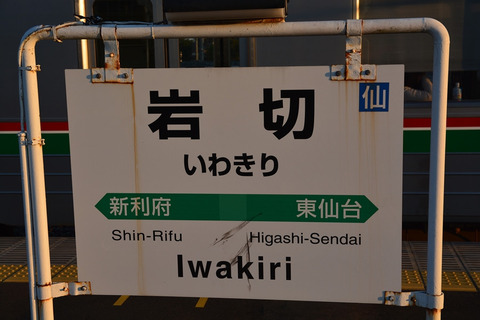 岩切
仙
いわきり
新利府 東仙台
Shin-Rifu Higashi-Sendai
Iwakiri